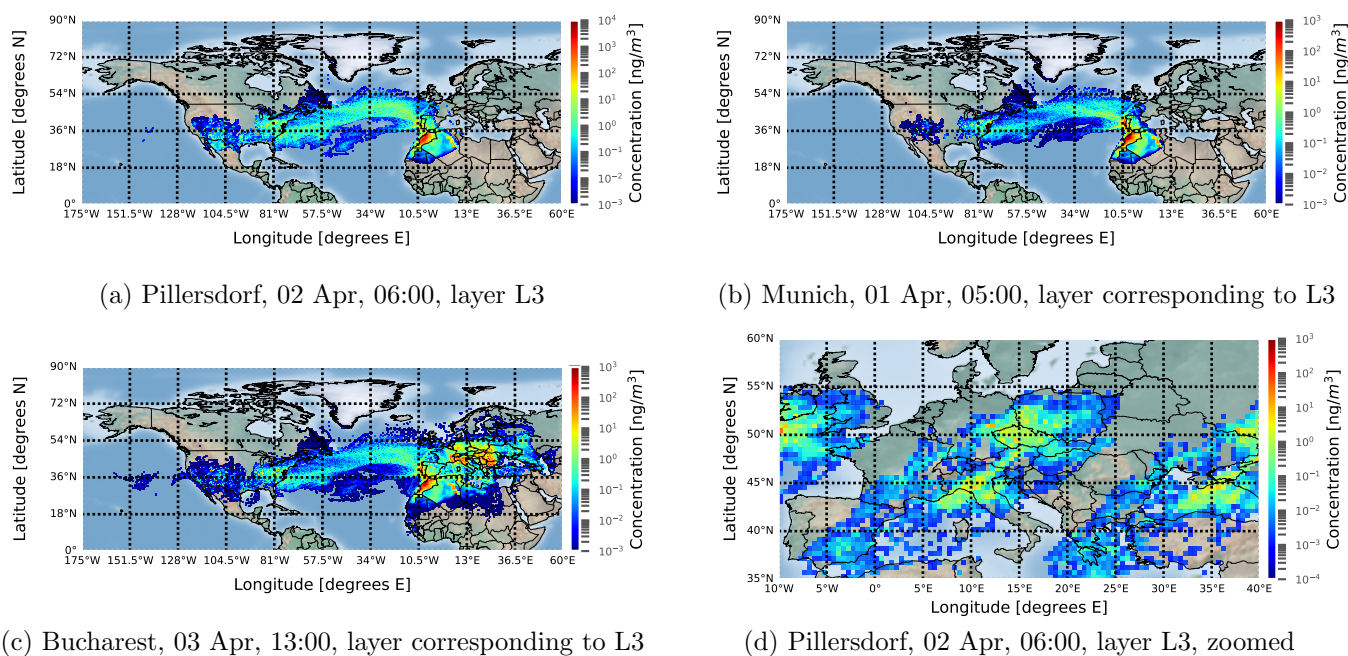 90°N
72°N
54°N
36°N
18°N
0°
175°W 151.5°W 128°W 104.5°W 81°W 57.5°W 34°W 10.5°W 13°E 36.5°E 60°E
Longitude [degrees E]
Latitude [degrees N]
10^4
10^3
10^2
10^1
10^0
10^-1
10^-2
10^-3
Concentration [ng/m^3]
(a) Pillersdorf, 02 Apr, 06:00, layer L3
90°N
72°N
54°N
36°N
18°N
0°
175°W 151.5°W 128°W 104.5°W 81°W 57.5°W 34°W 10.5°W 13°E 36.5°E 60°E
Longitude [degrees E]
Latitude [degrees N]
10^3
10^2
10^1
10^0
10^-1
10^-2
10^-3
Concentration [ng/m^3]
(b) Munich, 01 Apr, 05:00, layer corresponding to L3
90°N
72°N
54°N
36°N
18°N
0°
175°W 151.5°W 128°W 104.5°W 81°W 57.5°W 34°W 10.5°W 13°E 36.5°E 60°E
Longitude [degrees E]
Latitude [degrees N]
10^3
10^2
10^1
10^0
10^-1
10^-2
10^-3
Concentration [ng/m^3]
(c) Bucharest, 03 Apr, 13:00, layer corresponding to L3
60°N
55°N
50°N
45°N
40°N
35°N
10°W 5°W 0° 5°E 10°E 15°E 20°E 25°E 30°E 35°E 40°E
Longitude [degrees E]
Latitude [degrees N]
10^3
10^2
10^1
10^0
10^-1
10^-2
10^-3
10^-4
Concentration [ng/m^3]
(d) Pillersdorf, 02 Apr, 06:00, layer L3, zoomed